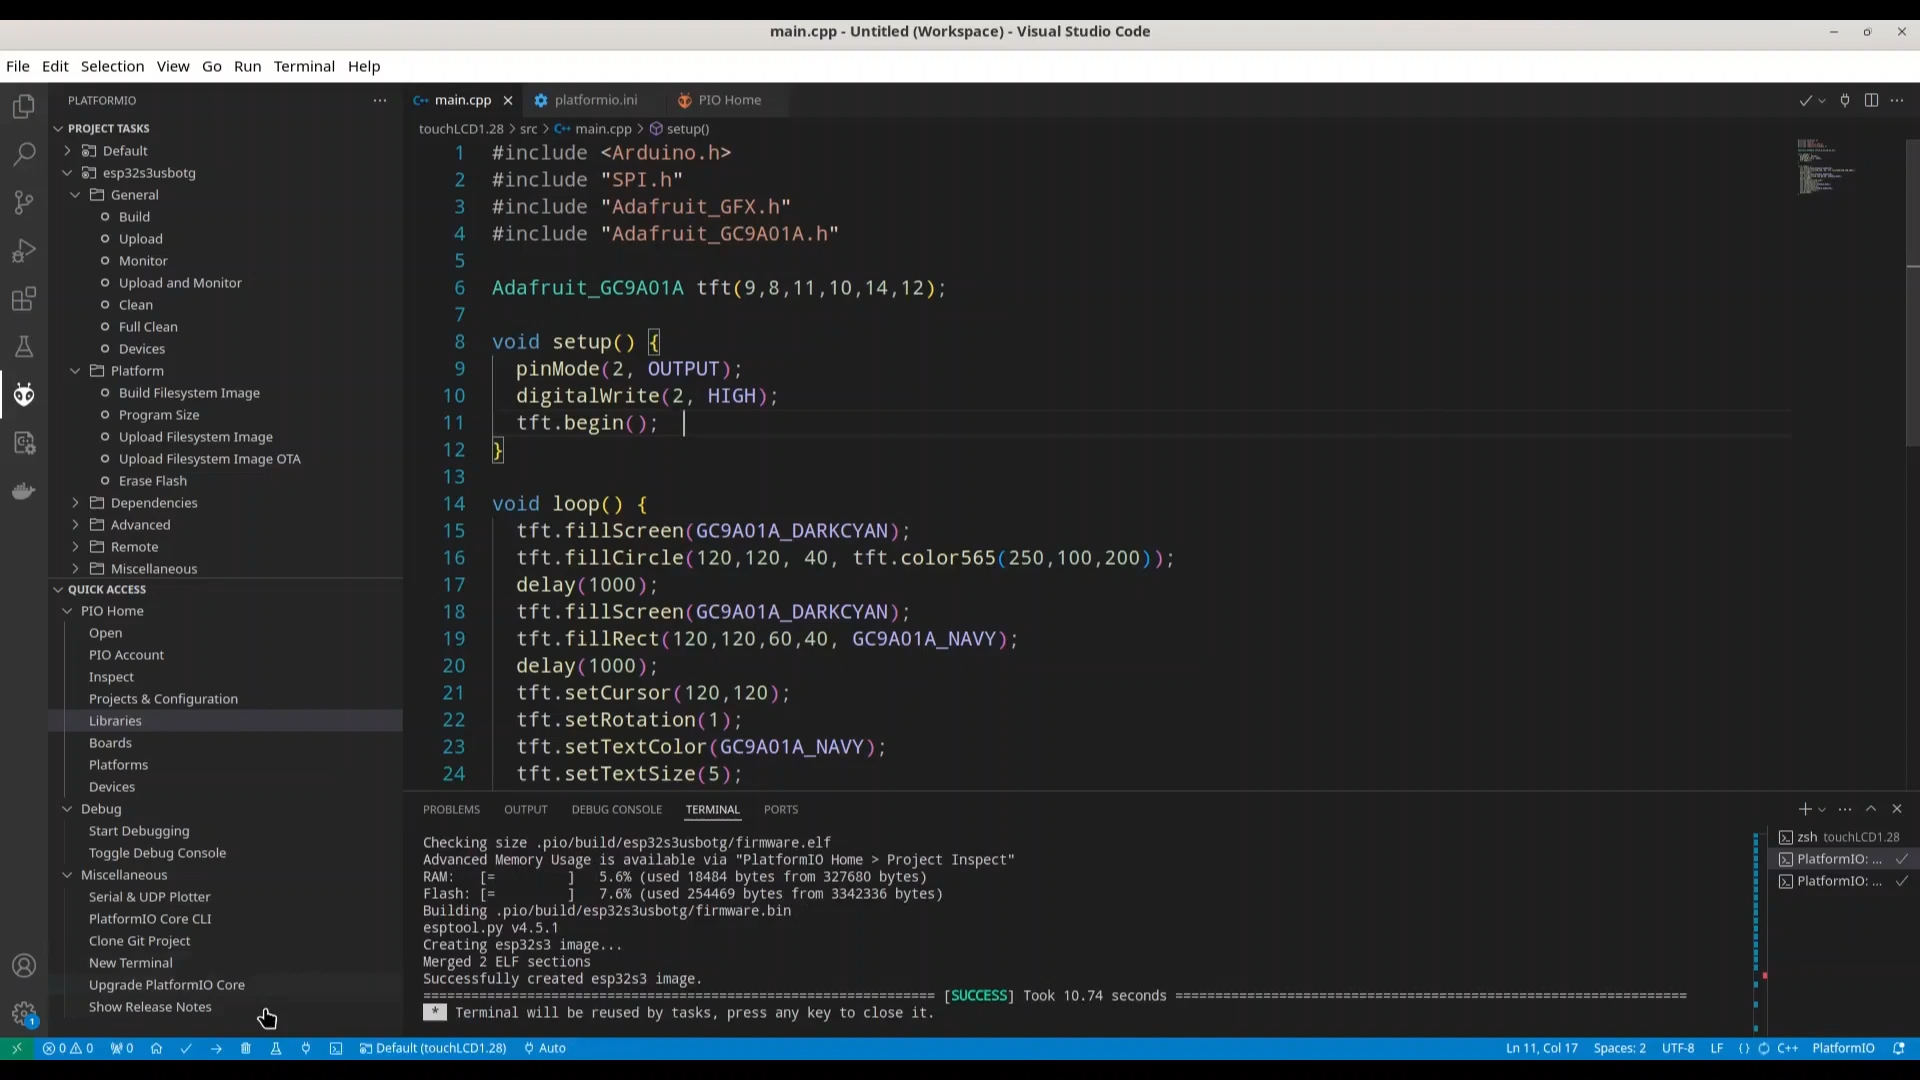 main.cpp - Untitled (Workspace) - Visual Studio Code
File Edit Selection View Go Run Terminal Help
PLATFORMIO
PROJECT TASKS
Default
esp32s3usbotg
General
Build
Upload
Monitor
Upload and Monitor
Clean
Full Clean
Devices
Platform
Build Filesystem Image
Program Size
Upload Filesystem Image
Upload Filesystem Image OTA
Erase Flash
Dependencies
Advanced
Remote
Miscellaneous
QUICK ACCESS
PIO Home
Open
PIO Account
Inspect
Projects & Configuration
Libraries
Boards
Platforms
Devices
Debug
Start Debugging
Toggle Debug Console
Miscellaneous
Serial & UDP Plotter
PlatformIO Core CLI
Clone Git Project
New Terminal
Upgrade PlatformIO Core
Show Release Notes
1
main.cpp platformio.ini PIO Home
touchLCD1.28 > src > main.cpp > setup()
1 #include <Arduino.h>
2 #include "SPI.h"
3 #include "Adafruit_GFX.h"
4 #include "Adafruit_GC9A01A.h"
5
6 Adafruit_GC9A01A tft(9,8,11,10,14,12);
7
8 void setup() {
9 pinMode(2, OUTPUT);
10 digitalWrite(2, HIGH);
11 tft.begin();
12 }
13
14 void loop() {
15 tft.fillScreen(GC9A01A_DARKCYAN);
16 tft.fillCircle(120,120, 40, tft.color565(250,100,200));
17 delay(1000);
18 tft.fillScreen(GC9A01A_DARKCYAN);
19 tft.fillRect(120,120,60,40, GC9A01A_NAVY);
20 delay(1000);
21 tft.setCursor(120,120);
22 tft.setRotation(1);
23 tft.setTextColor(GC9A01A_NAVY);
24 tft.setTextSize(5);
PROBLEMS OUTPUT DEBUG CONSOLE TERMINAL PORTS
Checking size .pio/build/esp32s3usbotg/firmware.elf
Advanced Memory Usage is available via "PlatformIO Home > Project Inspect"
RAM: [= ] 5.6% (used 18484 bytes from 327680 bytes)
Flash: [= ] 7.6% (used 254469 bytes from 3342336 bytes)
Building .pio/build/esp32s3usbotg/firmware.bin
esptool.py v4.5.1
Creating esp32s3 image...
Merged 2 ELF sections
Successfully created esp32s3 image.
================================================================ [SUCCESS] Took 10.74 seconds ================================================================
* Terminal will be reused by tasks, press any key to close it.
zsh touchLCD1.28
PlatformIO: ...
PlatformIO: ...
0 0 0 Default (touchLCD1.28) Auto Ln 11, Col 17 Spaces: 2 UTF-8 LF {} C++ PlatformIO